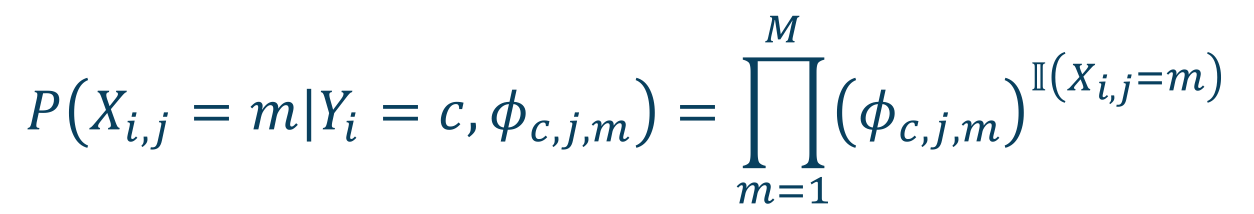 P(X_{i,j} = m|Y_i = c, ϕ_{c,j,m}) = ∏_{m=1}^{M} (ϕ_{c,j,m})^{𝕀(X_{i,j}=m)}